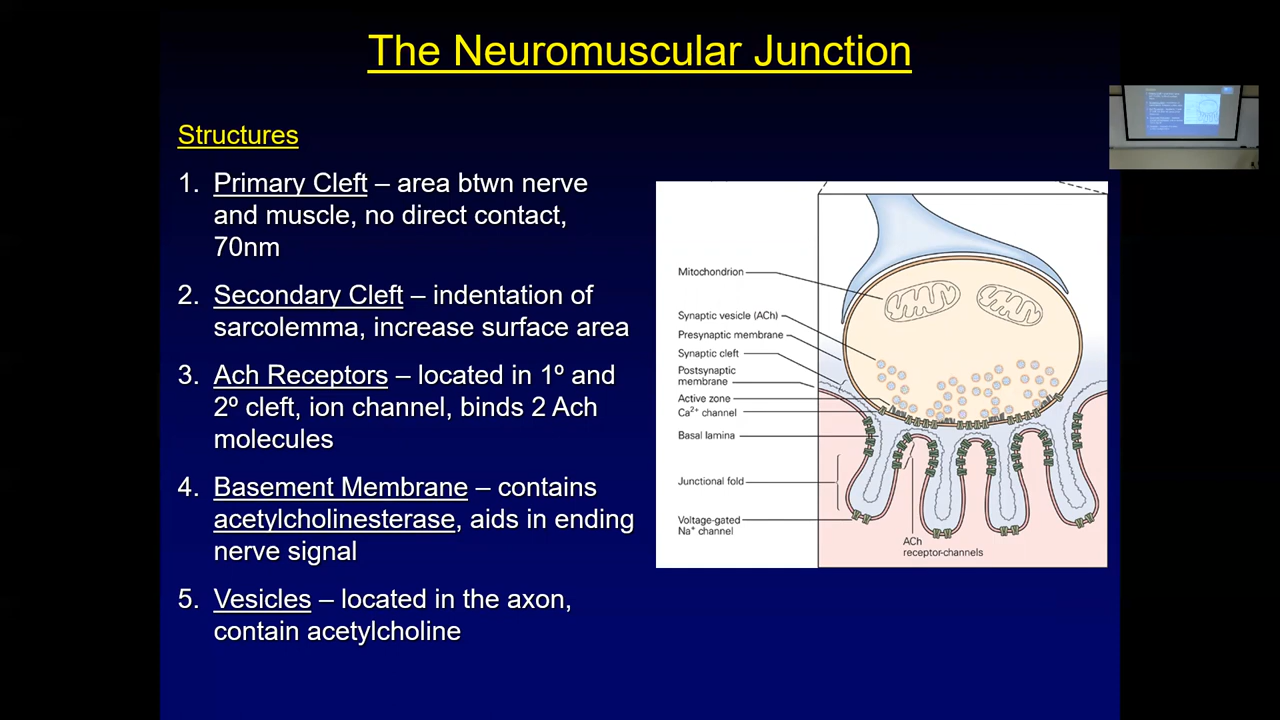 The Neuromuscular Junction
Structures
1. Primary Cleft – area btwn nerve
and muscle, no direct contact,
70nm
2. Secondary Cleft – indentation of
sarcolemma, increase surface area
3. Ach Receptors – located in 1º and
2º cleft, ion channel, binds 2 Ach
molecules
4. Basement Membrane – contains
acetylcholinesterase, aids in ending
nerve signal
5. Vesicles – located in the axon,
contain acetylcholine
Mitochondrion
Synaptic vesicle (ACh)
Presynaptic membrane
Synaptic cleft
Postsynaptic
membrane
Active zone
Ca²⁺ channel
Basal lamina
Junctional fold
Voltage-gated
Na⁺ channel
ACh
receptor-channels